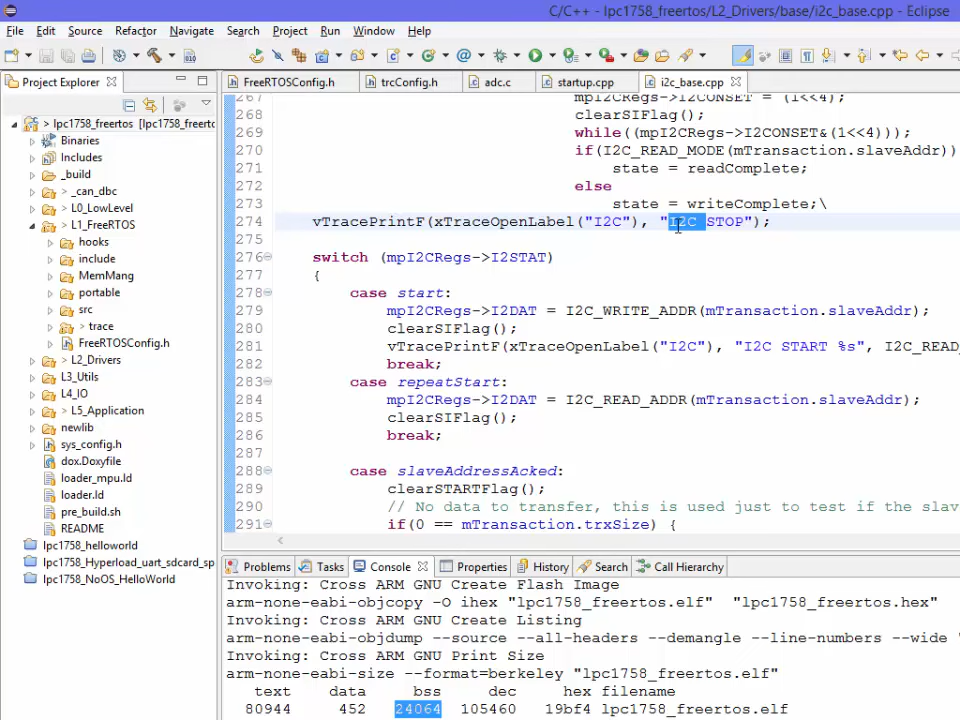 C/C++ - lpc1758_freertos/L2_Drivers/base/i2c_base.cpp - Eclipse
File Edit Source Refactor Navigate Search Project Run Window Help
Project Explorer
FreeRTOSConfig.h trcConfig.h adc.c startup.cpp i2c_base.cpp
> lpc1758_freertos [lpc1758_freerto
Binaries
Includes
_build
> _can_dbc
> L0_LowLevel
> L1_FreeRTOS
hooks
include
MemMang
portable
src
> trace
> FreeRTOSConfig.h
> L2_Drivers
L3_Utils
L4_IO
> L5_Application
newlib
sys_config.h
dox.Doxyfile
loader_mpu.ld
loader.ld
pre_build.sh
README
lpc1758_helloworld
lpc1758_Hyperload_uart_sdcard_sp
lpc1758_NoOS_HelloWorld
267 mpI2CRegs->I2CONSET = (1<<4);
268 clearSIFlag();
269 while((mpI2CRegs->I2CONSET&(1<<4)));
270 if(I2C_READ_MODE(mTransaction.slaveAddr))
271 state = readComplete;
272 else
273 state = writeComplete;\
274 vTracePrintF(xTraceOpenLabel("I2C"), "I2C STOP");
275
276 switch (mpI2CRegs->I2STAT)
277 {
278 case start:
279 mpI2CRegs->I2DAT = I2C_WRITE_ADDR(mTransaction.slaveAddr);
280 clearSIFlag();
281 vTracePrintF(xTraceOpenLabel("I2C"), "I2C START %s", I2C_READ_
282 break;
283 case repeatStart:
284 mpI2CRegs->I2DAT = I2C_READ_ADDR(mTransaction.slaveAddr);
285 clearSIFlag();
286 break;
287
288 case slaveAddressAcked:
289 clearSTARTFlag();
290 // No data to transfer, this is used just to test if the slav
291 if(0 == mTransaction.trxSize) {
Problems Tasks Console Properties History Search Call Hierarchy
Invoking: Cross ARM GNU Create Flash Image
arm-none-eabi-objcopy -O ihex "lpc1758_freertos.elf" "lpc1758_freertos.hex"
Invoking: Cross ARM GNU Create Listing
arm-none-eabi-objdump --source --all-headers --demangle --line-numbers --wide "
Invoking: Cross ARM GNU Print Size
arm-none-eabi-size --format=berkeley "lpc1758_freertos.elf"
text data bss dec hex filename
80944 452 24064 105460 19bf4 lpc1758_freertos.elf